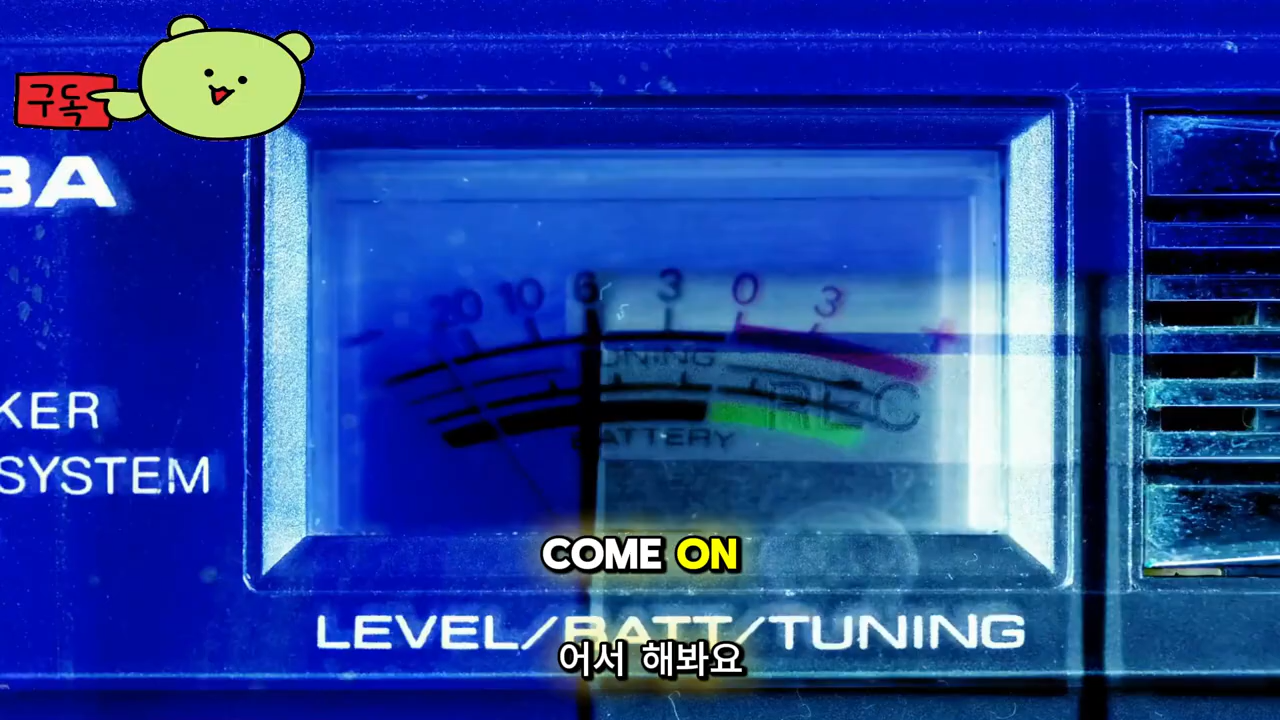 구독
BA
20 10 6 3 0 3
- +
TUNING
REC
BATTERY
KER
SYSTEM
COME ON
LEVEL/BATT/TUNING
어서 해봐요